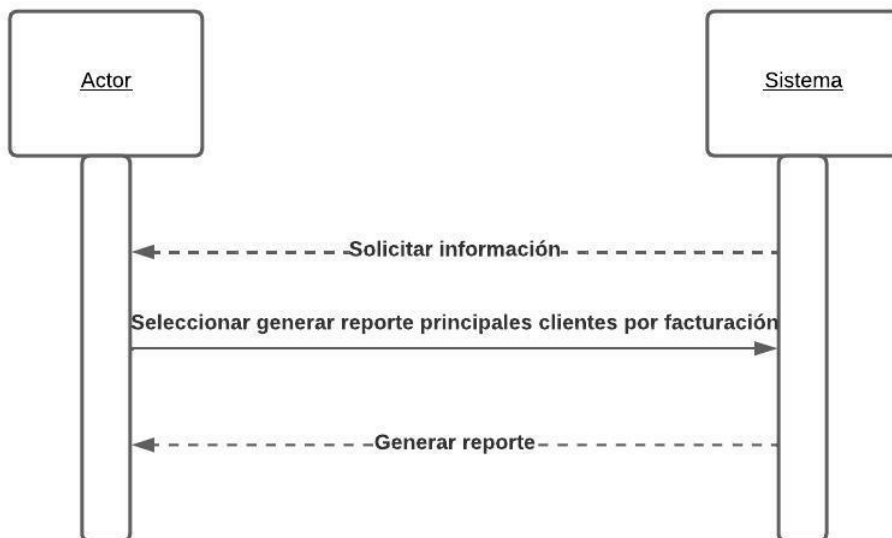 Actor
Sistema
Solicitar información
Seleccionar generar reporte principales clientes por facturación
Generar reporte